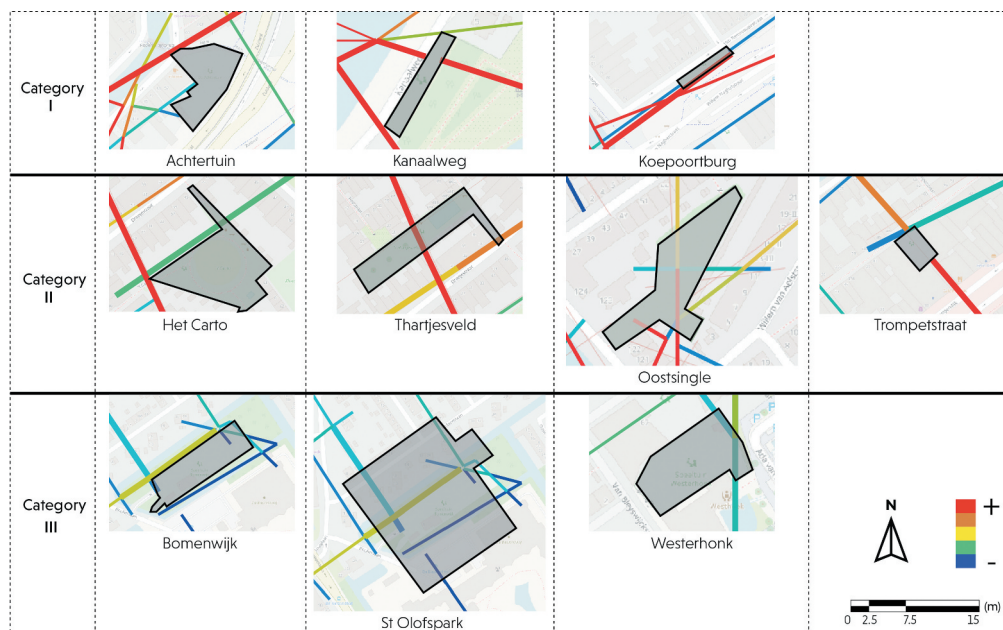 Category
I
Achtertuin
Kanaalweg
Koepoortburg
Category
II
Het Carto
Thartjesveld
Oostsingle
Trompetstraat
Category
III
Bomenwijk
St Olofspark
Westerhonk
N
+
-
0 2.5 7.5 15 (m)